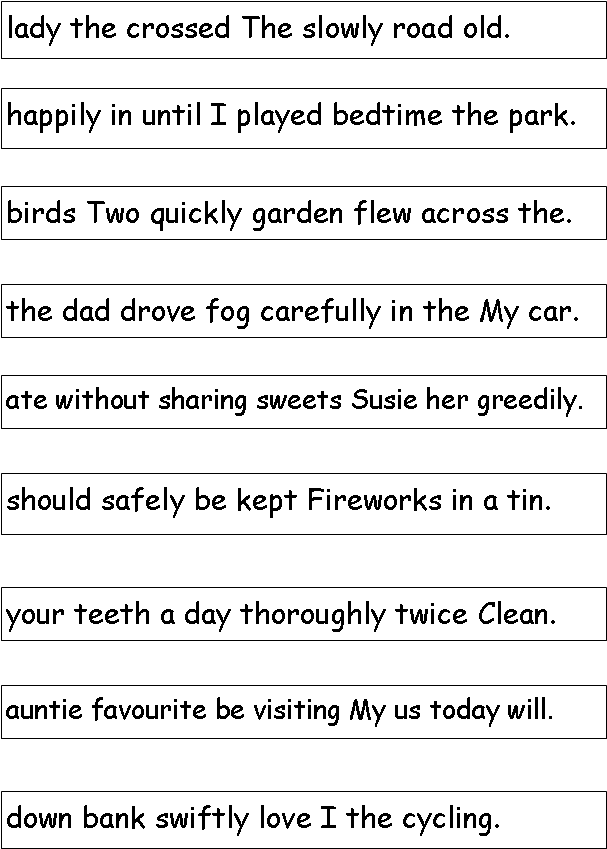 lady the crossed The slowly road old.
happily in until I played bedtime the park.
birds Two quickly garden flew across the.
the dad drove fog carefully in the My car.
ate without sharing sweets Susie her greedily.
should safely be kept Fireworks in a tin.
your teeth a day thoroughly twice Clean.
auntie favourite be visiting My us today will.
down bank swiftly love I the cycling.